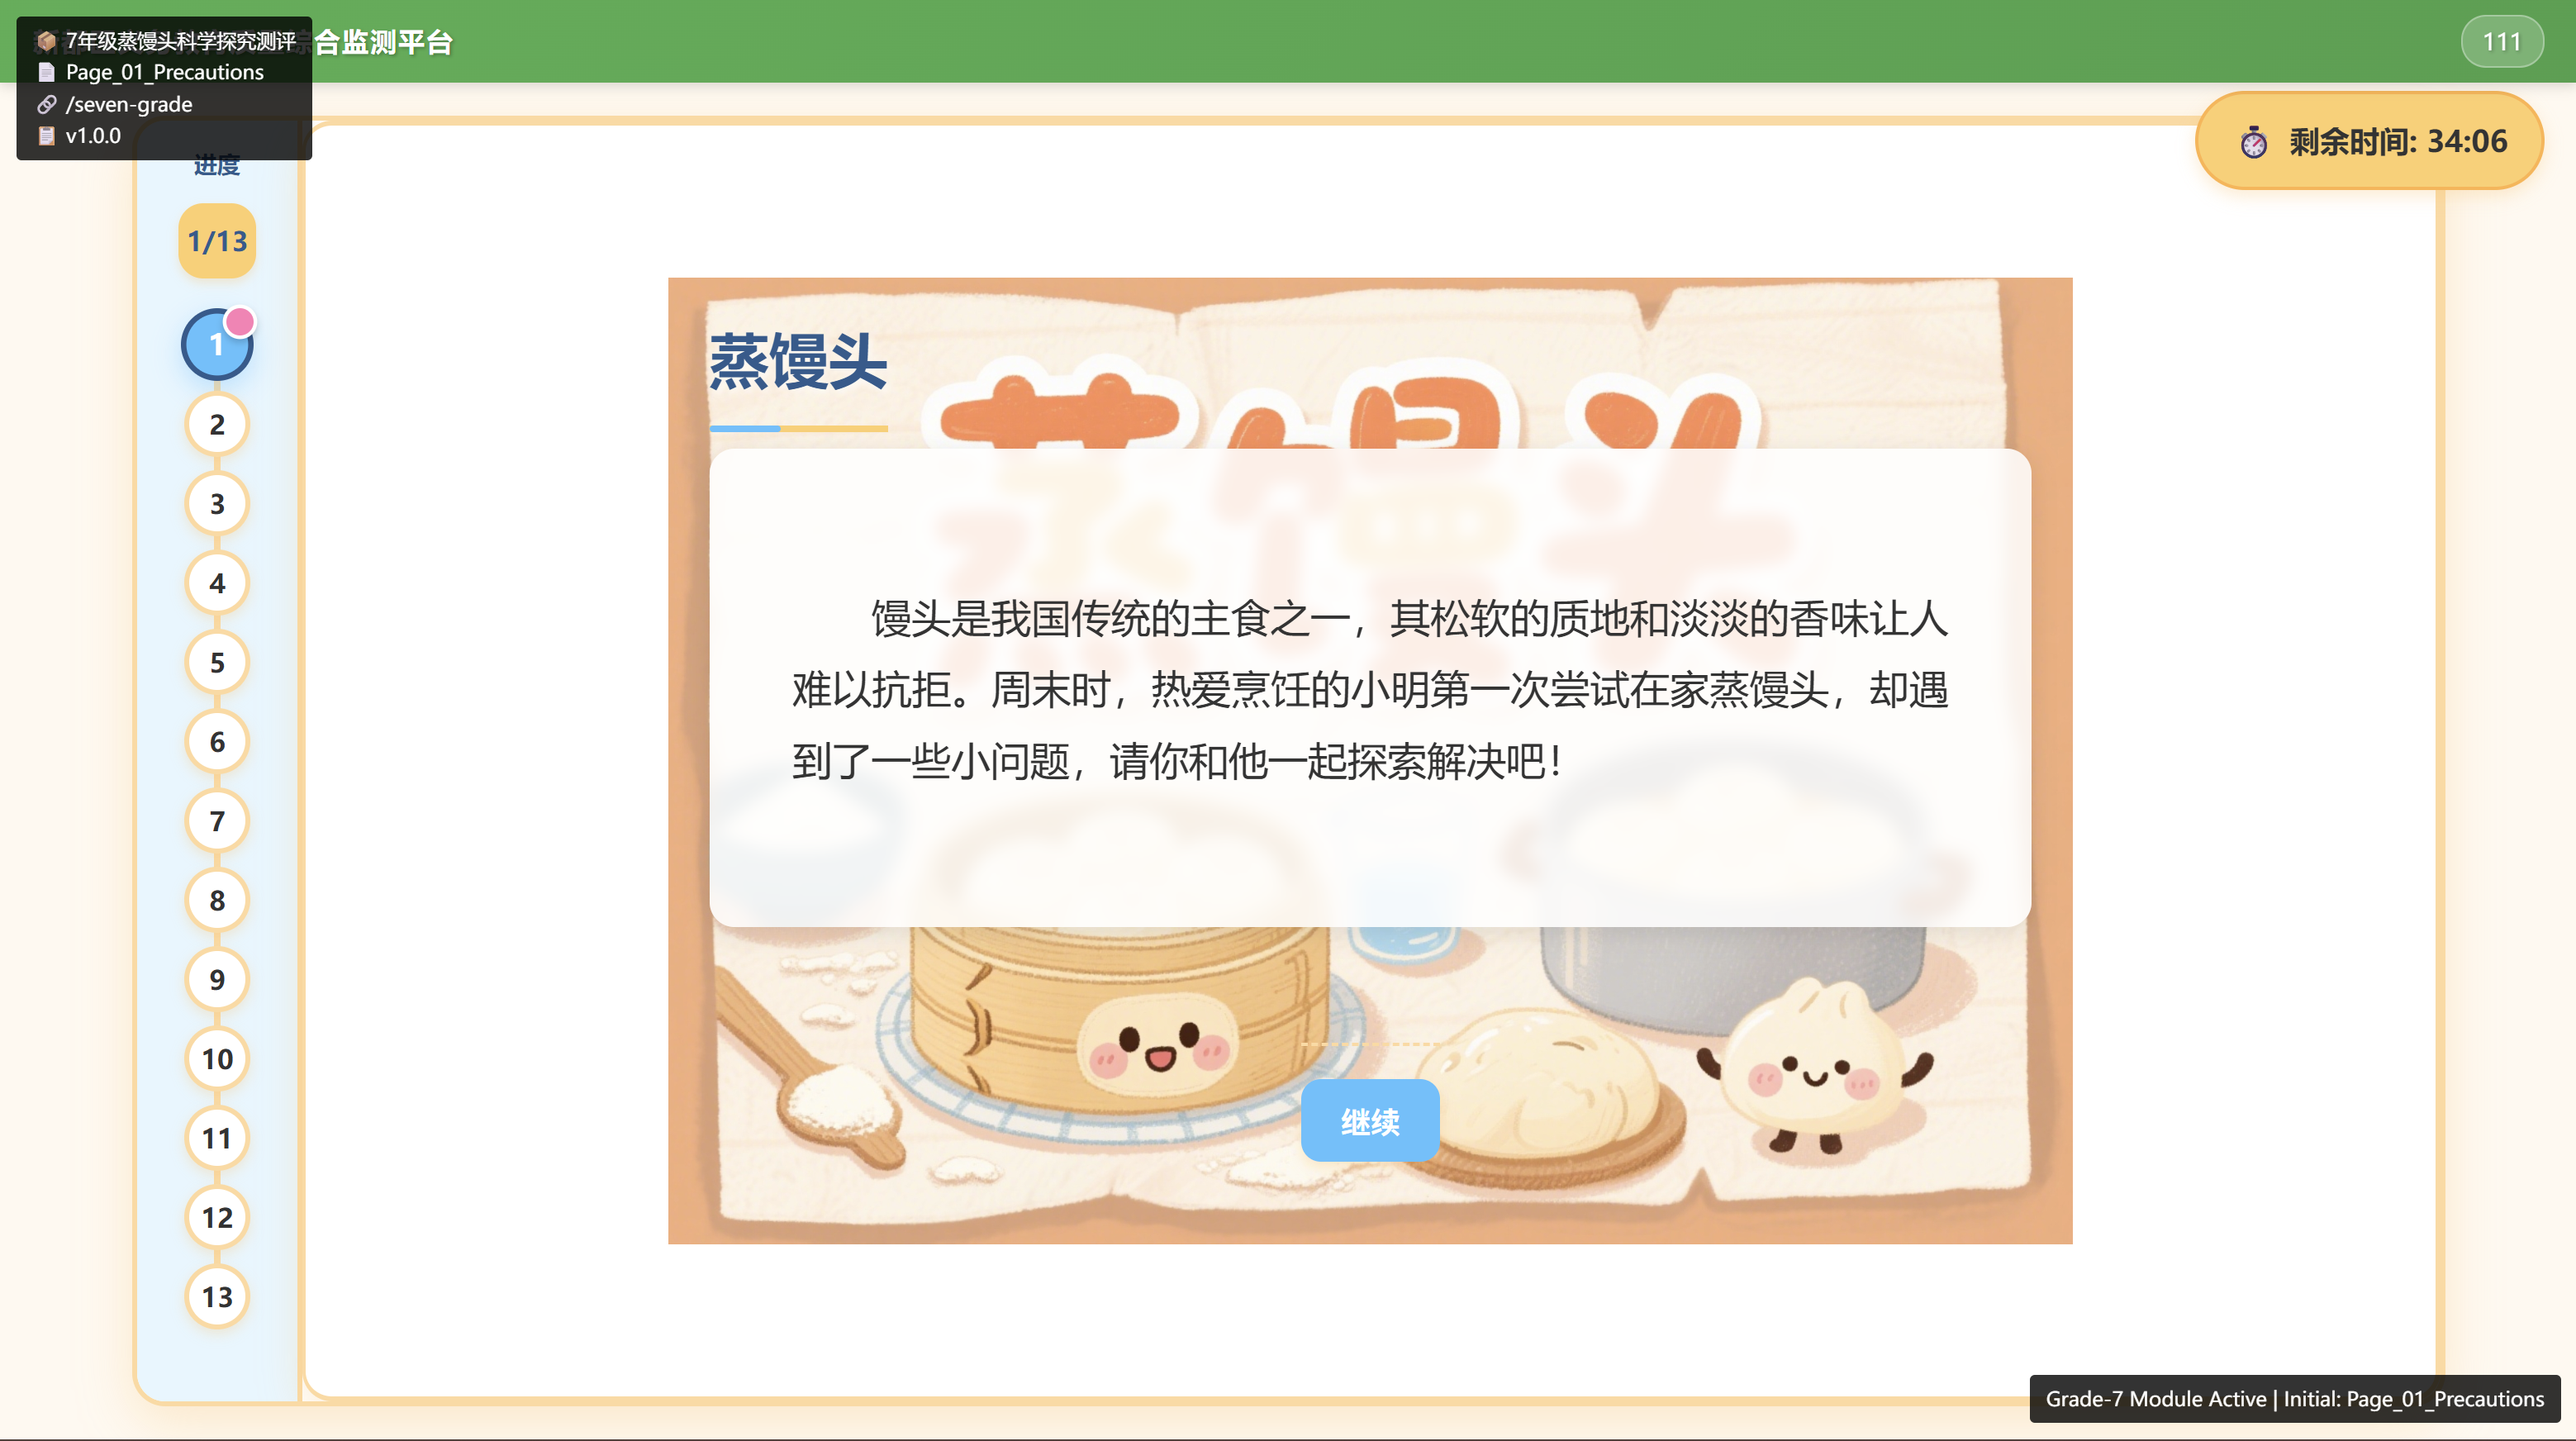 7年级蒸馒头科学探究测评
合监测平台
Page_01_Precautions
/seven-grade
v1.0.0
111
剩余时间: 34:06
进度
1/13
1
2
3
4
5
6
7
8
9
10
11
12
13
蒸馒头
蒸馒头
馒头是我国传统的主食之一，其松软的质地和淡淡的香味让人
难以抗拒。周末时，热爱烹饪的小明第一次尝试在家蒸馒头，却遇
到了一些小问题，请你和他一起探索解决吧！
继续
Grade-7 Module Active | Initial: Page_01_Precautions